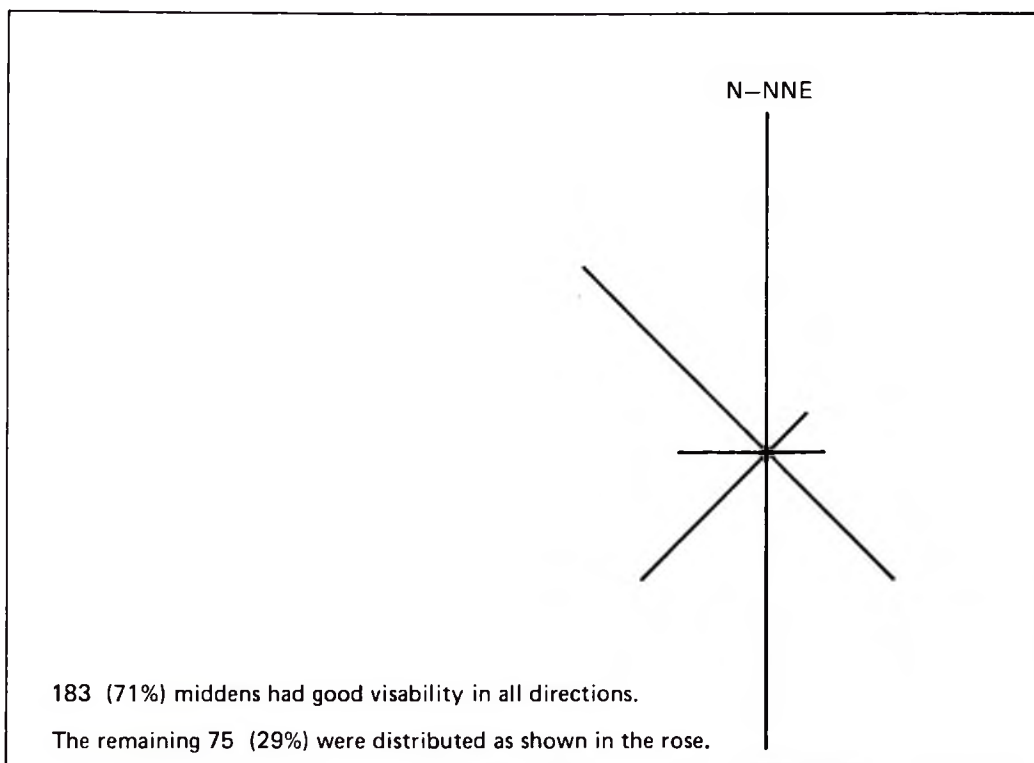 N–NNE
183 (71%) middens had good visability in all directions.
The remaining 75 (29%) were distributed as shown in the rose.